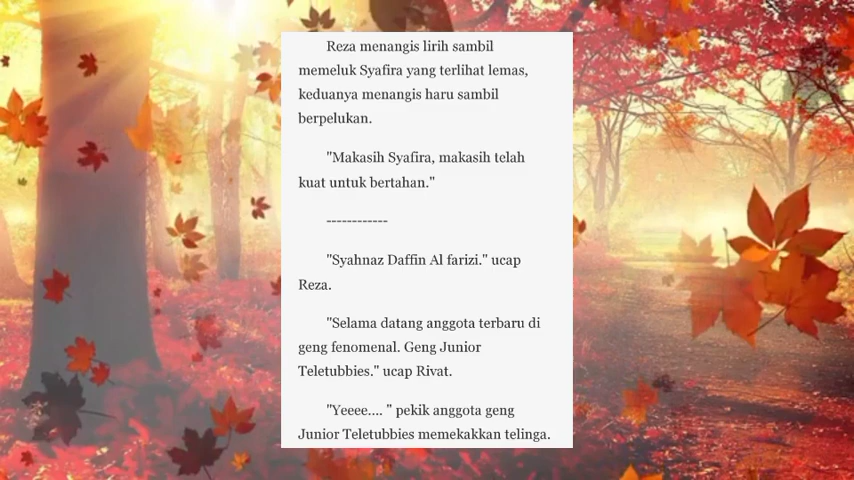 Reza menangis lirih sambil
memeluk Syafira yang terlihat lemas,
keduanya menangis haru sambil
berpelukan.
"Makasih Syafira, makasih telah
kuat untuk bertahan."
------------
"Syahnaz Daffin Al farizi." ucap
Reza.
"Selama datang anggota terbaru di
geng fenomenal. Geng Junior
Teletubbies." ucap Rivat.
"Yeeee.... " pekik anggota geng
Junior Teletubbies memekakkan telinga.